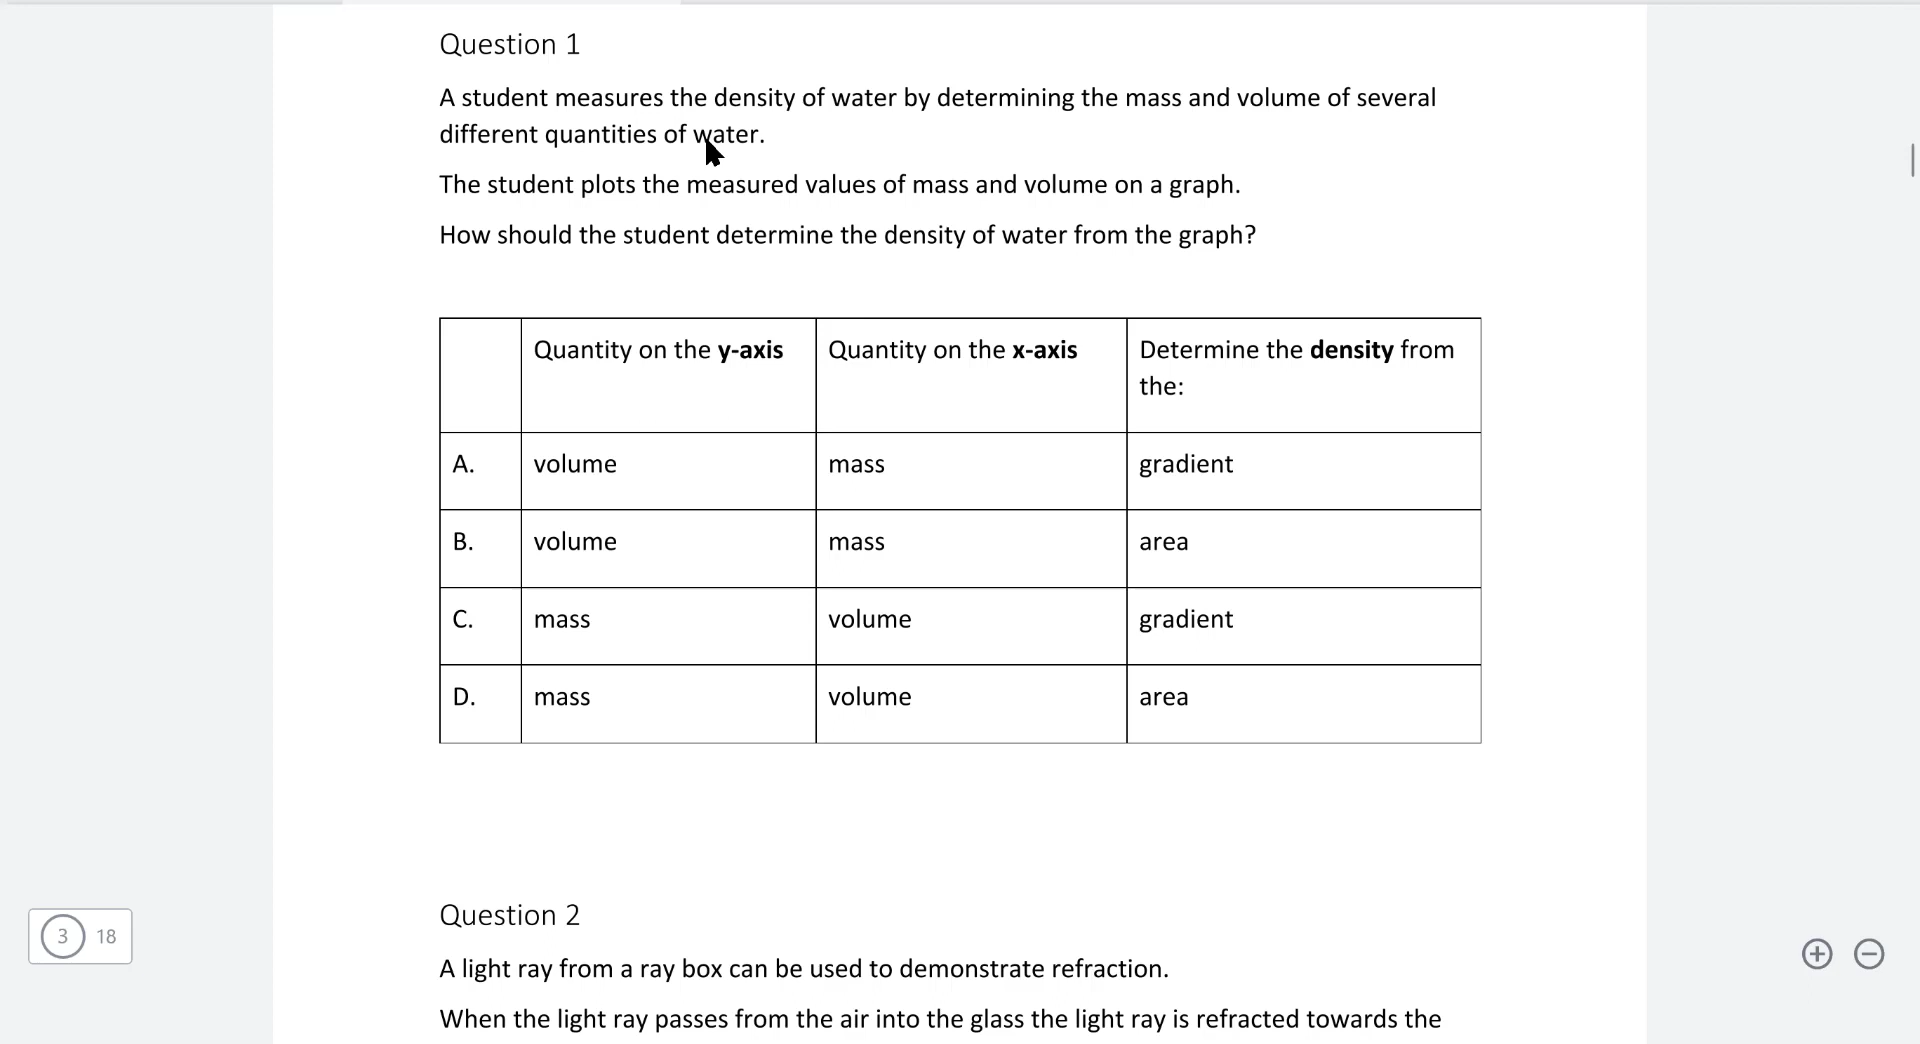 Question 1
A student measures the density of water by determining the mass and volume of several
different quantities of water.
The student plots the measured values of mass and volume on a graph.
How should the student determine the density of water from the graph?
Quantity on the y-axis Quantity on the x-axis Determine the density from
the:
A. volume mass gradient
B. volume mass area
C. mass volume gradient
D. mass volume area
Question 2
3 18
A light ray from a ray box can be used to demonstrate refraction.
When the light ray passes from the air into the glass the light ray is refracted towards the